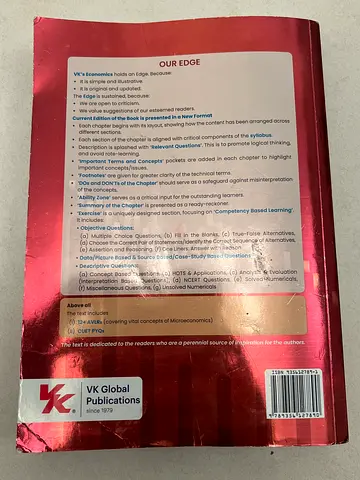 OUR EDGE
VK's Economics holds an Edge. Because:
• It is simple and illustrative.
• It is original and updated.
The Edge is sustained, because:
• We are open to criticism.
• We value suggestions of our esteemed readers.
Current Edition of the Book is presented in a New Format
• Each chapter begins with its layout, showing how the content has been arranged across
different sections.
• Each section of the chapter is aligned with critical components of the syllabus.
• Description is splashed with 'Relevant Questions'. This is to promote logical thinking,
and avoid rote-learning.
• 'Important Terms and Concepts' pockets are added in each chapter to highlight
important concepts/issues.
• 'Footnotes' are given for greater clarity of the technical terms.
• 'DOs and DON'Ts of the Chapter' should serve as a safeguard against misinterpretation
of the concepts.
• 'Ability Zone' serves as a critical input for the outstanding learners.
• 'Summary of the Chapter' is presented as a ready-reckoner.
• 'Exercise' is a uniquely designed section, focusing on 'Competency Based Learning'.
It includes:
• Objective Questions:
(a) Multiple Choice Questions, (b) Fill in the Blanks, (c) True-False Alternatives,
(d) Choose the Correct Pair of Statements/Identify the Correct Sequence of Alternatives,
(e) Assertion and Reasoning, (f) One Liners: Answer with Reason
• Data/Picture Based & Source Based/Case-Study Based Questions
• Descriptive Questions:
(a) Concept Based Questions, (b) HOTS & Applications, (c) Analysis & Evaluation
(Interpretation Based Questions), (d) NCERT Questions, (e) Solved Numericals,
(f) Miscellaneous Questions, (g) Unsolved Numericals
Above all
The text includes
(i) (covering vital concepts of Microeconomics)
(ii) CUET PYQs
The text is dedicated to the readers who are a perennial source of inspiration for the authors.
VK®
VK Global
Publications
since 1979
ISBN 935612789-2
9 789356 127890